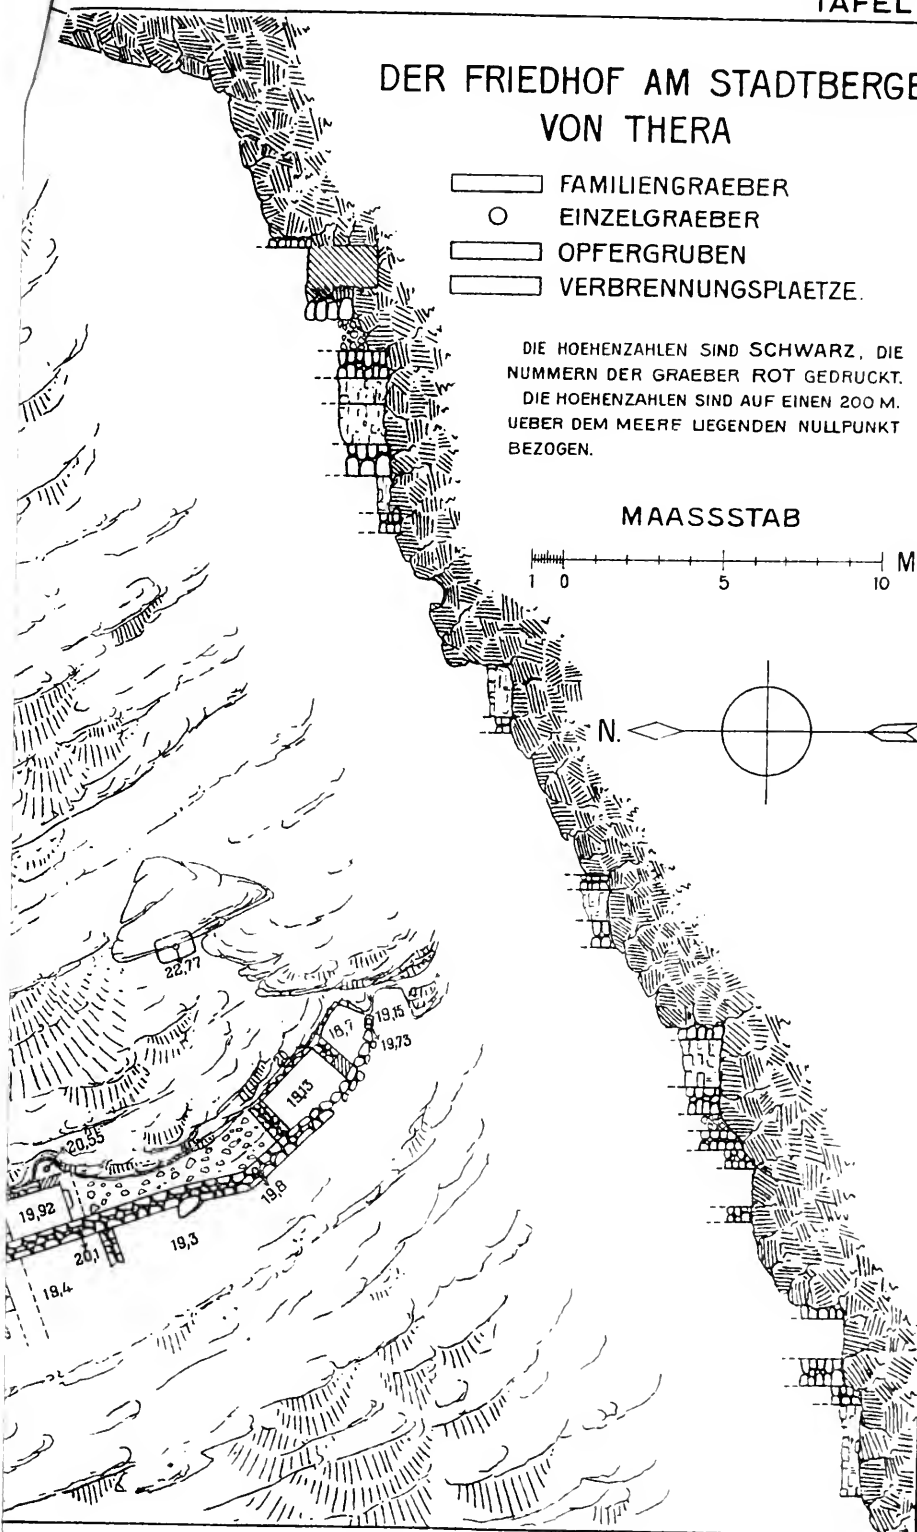 TAFEL
DER FRIEDHOF AM STADTBERGE
VON THERA
FAMILIENGRAEBER
EINZELGRAEBER
OPFERGRUBEN
VERBRENNUNGSPLAETZE.
DIE HOEHENZAHLEN SIND SCHWARZ, DIE
NUMMERN DER GRAEBER ROT GEDRUCKT.
DIE HOEHENZAHLEN SIND AUF EINEN 200 M.
UEBER DEM MEERE LIEGENDEN NULLPUNKT
BEZOGEN.
MAASSSTAB
M
1 0 5 10
N.
22,77
18,7
19,15
19,73
20
19,13
20,55
19,8
19,92
20,1
19,3
19,4